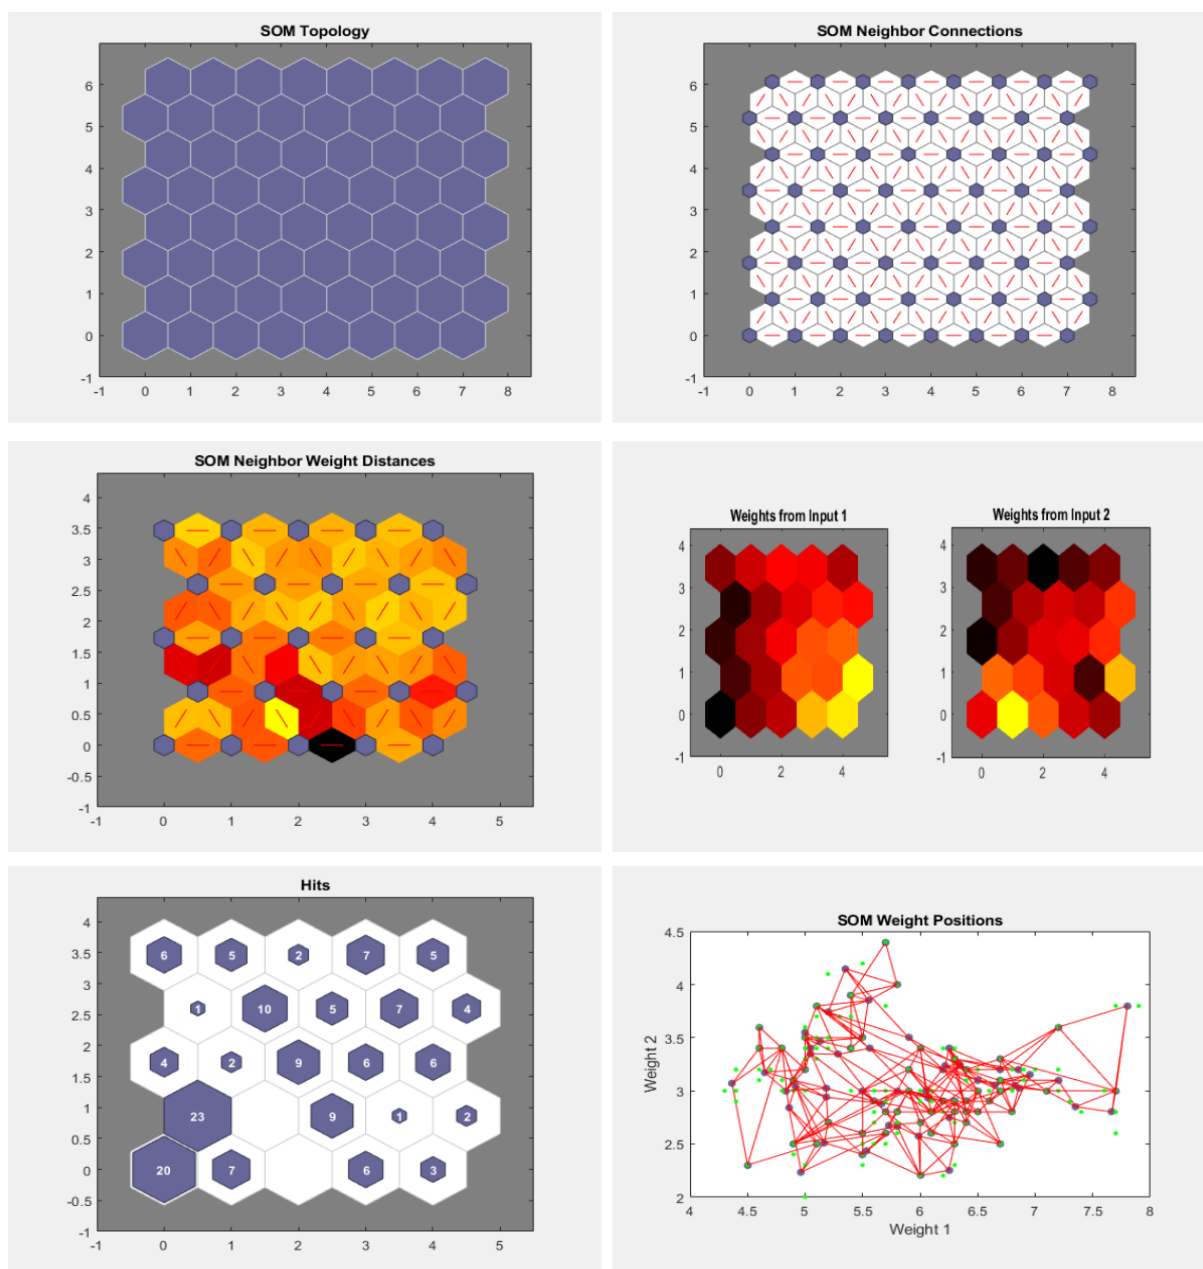 SOM Topology
6
5
4
3
2
1
0
-1
-1 0 1 2 3 4 5 6 7 8
SOM Neighbor Connections
6
5
4
3
2
1
0
-1
-1 0 1 2 3 4 5 6 7 8
SOM Neighbor Weight Distances
4
3.5
3
2.5
2
1.5
1
0.5
0
-0.5
-1
-1 0 1 2 3 4 5
Weights from Input 1
4
3
2
1
0
-1
0 2 4
Weights from Input 2
4
3
2
1
0
-1
0 2 4
Hits
4
3.5
3
2.5
2
1.5
1
0.5
0
-0.5
-1
6 5 2 7 5
1 10 5 7 4
4 2 9 6 6
23 9 1 2
20 7 6 3
-1 0 1 2 3 4 5
SOM Weight Positions
4.5
4
3.5
3
2.5
2
Weight 2
4 4.5 5 5.5 6 6.5 7 7.5 8
Weight 1